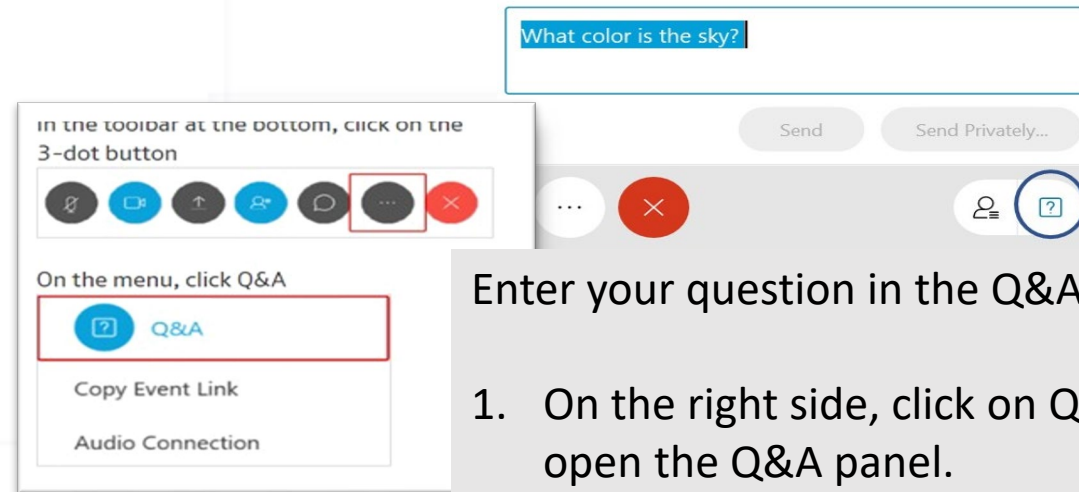 What color is the sky?
Send Send Privately...
In the toolbar at the bottom, click on the
3-dot button
On the menu, click Q&A
Q&A
Copy Event Link
Audio Connection
Enter your question in the Q&A
1. On the right side, click on Q
open the Q&A panel.